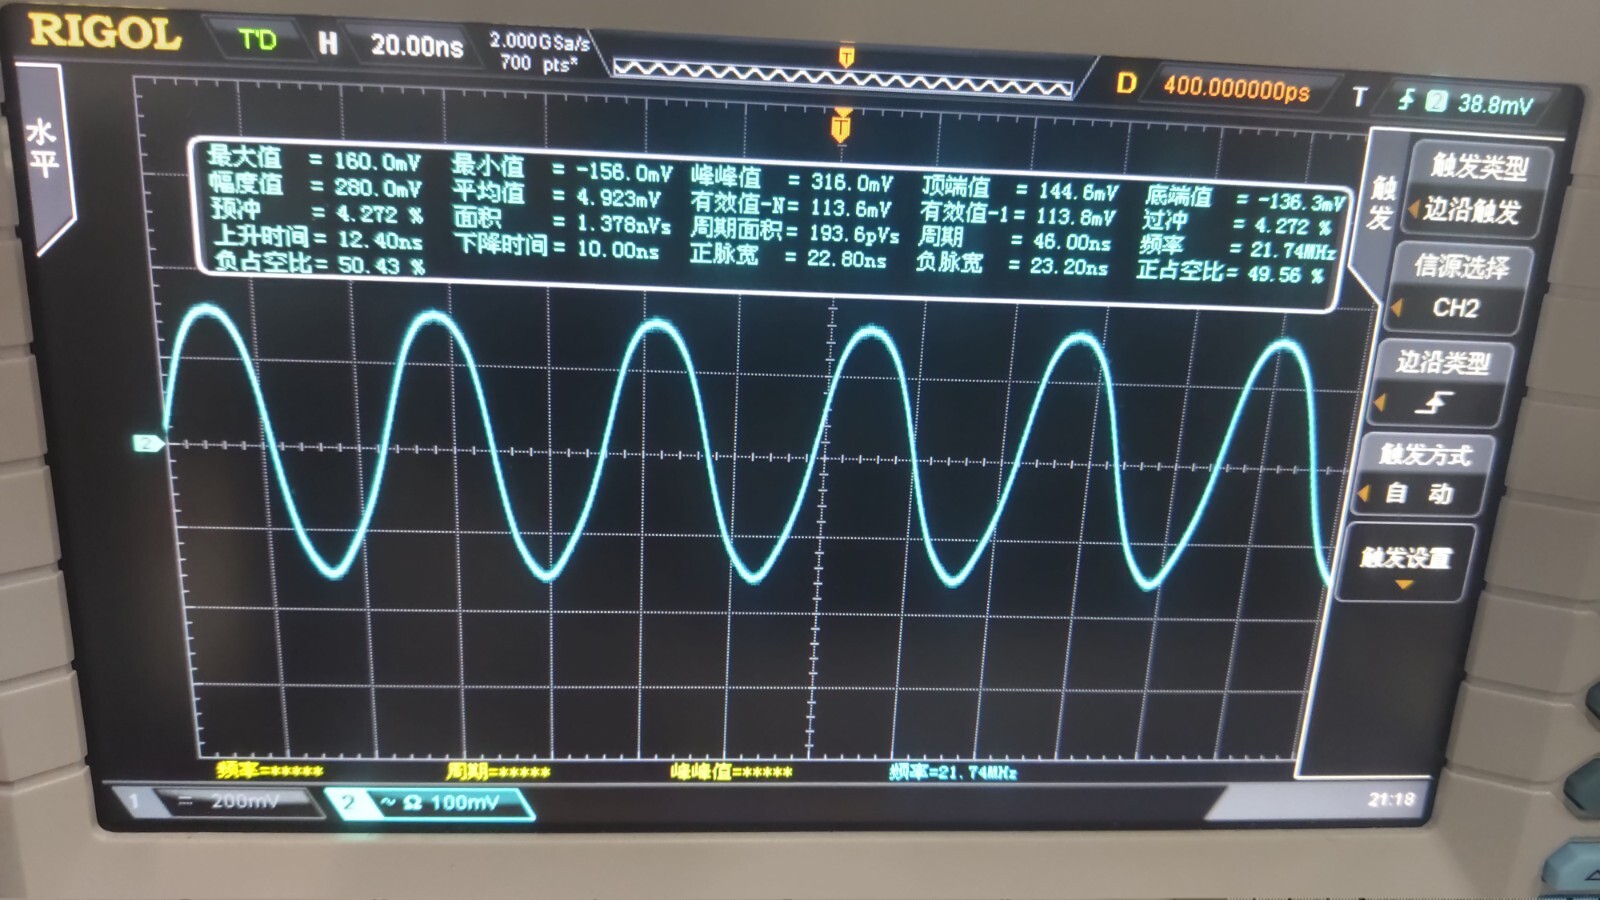 RIGOL T'D H 20.00ns 2.000GSa/s D 400.000000ps T 2 38.8mV
700 pts*
水平
T
T
最大值 = 160.0mV 最小值 = -156.0mV 峰峰值 = 316.0mV 顶端值 = 144.6mV 底端值 = -136.3mV
幅度值 = 280.0mV 平均值 = 4.923mV 有效值-N= 113.6mV 有效值-1= 113.8mV 过冲 = 4.272 %
预冲 = 4.272 % 面积 = 1.378nVs 周期面积= 193.6pVs 周期 = 46.00ns 频率 = 21.74MHz
上升时间= 12.40ns 下降时间= 10.00ns 正脉宽 = 22.80ns 负脉宽 = 23.20ns 正占空比= 49.56 %
负占空比= 50.43 %
触发
触发类型
边沿触发
信源选择
CH2
边沿类型
触发方式
自 动
触发设置
2
频率=***** 周期=***** 峰峰值=***** 频率=21.74MHz
1 200mV 2 ~ Ω 100mV 21:18